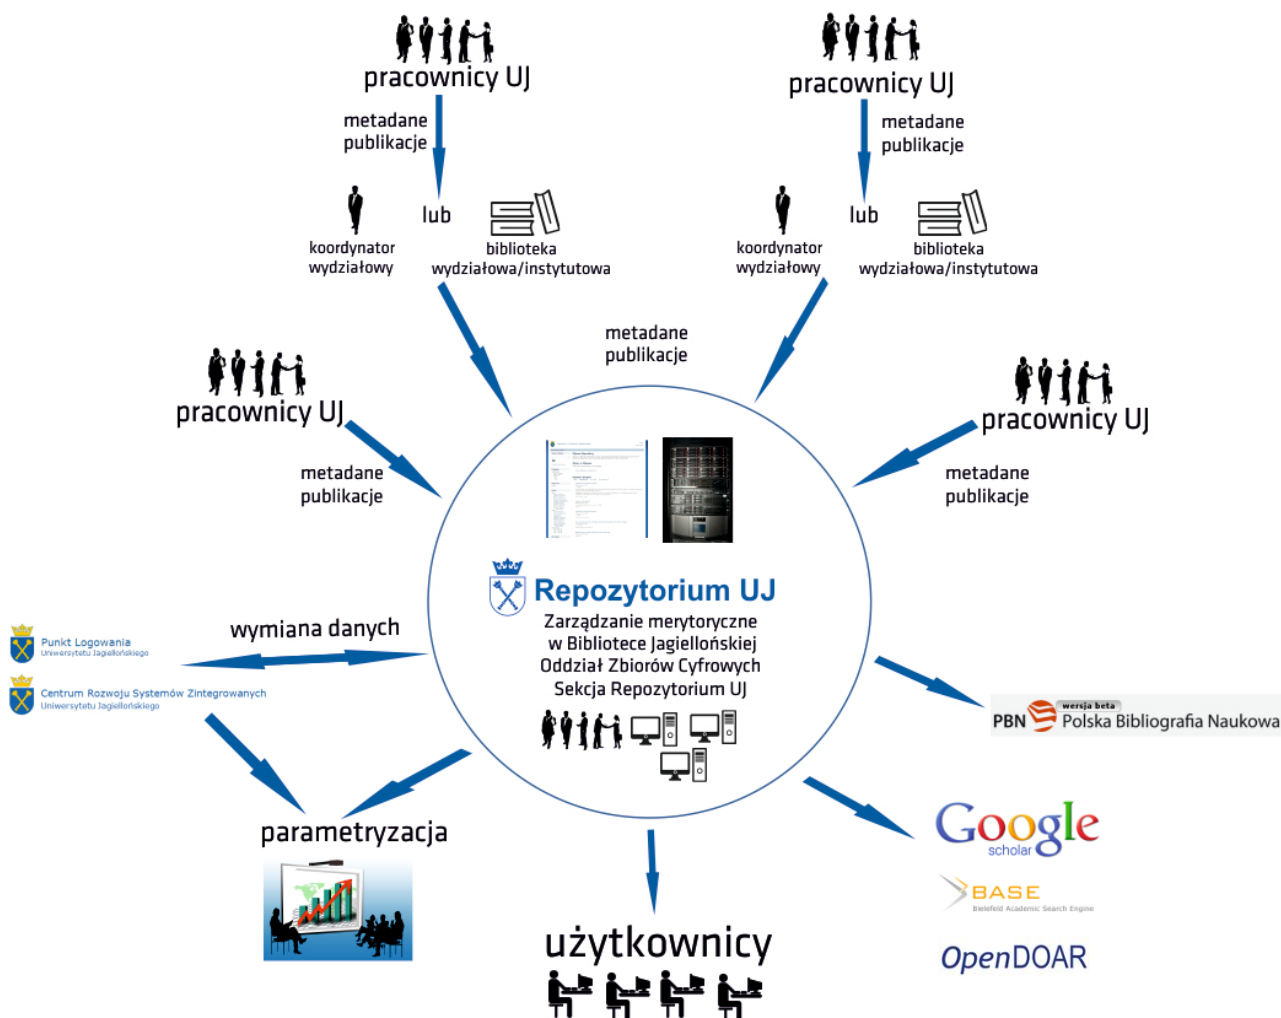 pracownicy UJ
pracownicy UJ
metadane
publikacje
metadane
publikacje
lub
koordynator
wydziałowy
biblioteka
wydziałowa/instytutowa
lub
koordynator
wydziałowy
biblioteka
wydziałowa/instytutowa
metadane
publikacje
pracownicy UJ
pracownicy UJ
metadane
publikacje
metadane
publikacje
Repozytorium UJ
Zarządzanie merytoryczne
w Bibliotece Jagiellońskiej
Oddział Zbiorów Cyfrowych
Sekcja Repozytorium UJ
wymiana danych
Punkt Logowania
Uniwersytetu Jagiellońskiego
Centrum Rozwoju Systemów Zintegrowanych
Uniwersytetu Jagiellońskiego
wersja beta
PBN Polska Bibliografia Naukowa
parametryzacja
Google
scholar
BASE
Bielefeld Academic Search Engine
OpenDOAR
użytkownicy